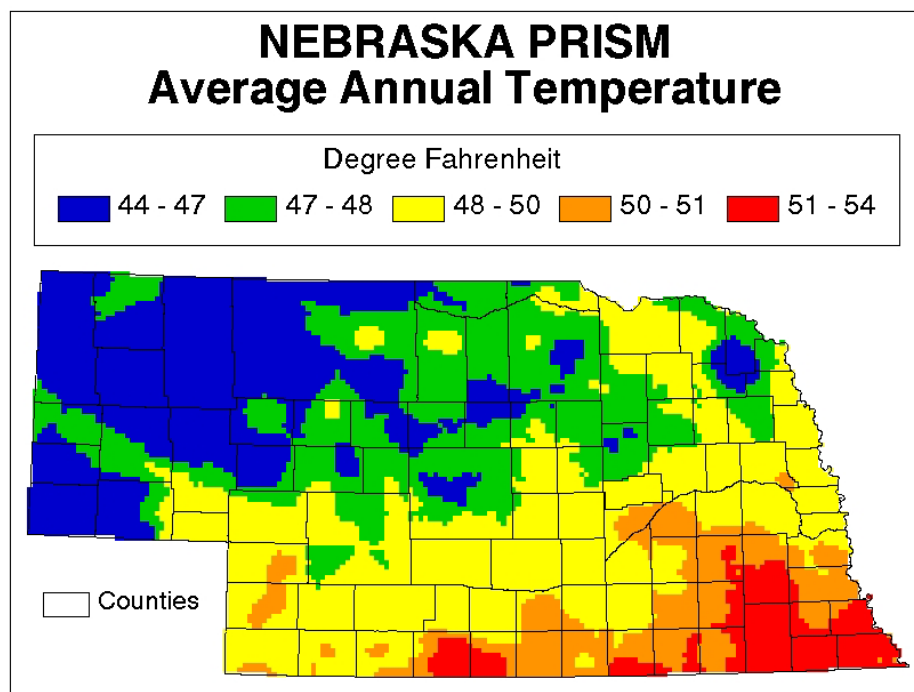 NEBRASKA PRISM
Average Annual Temperature
Degree Fahrenheit
44 - 47 47 - 48 48 - 50 50 - 51 51 - 54
Counties